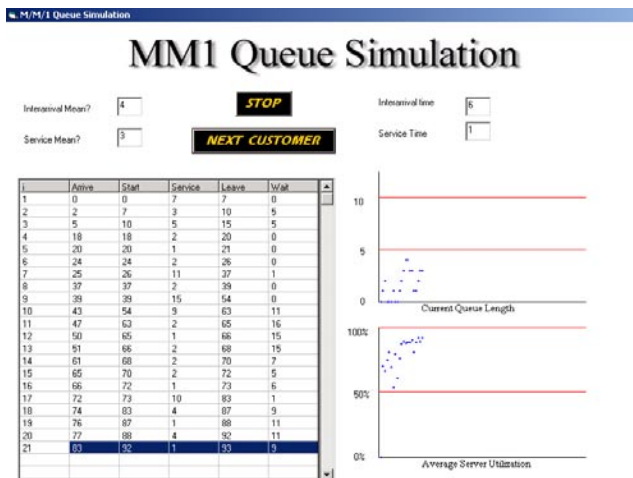 M/M/1 Queue Simulation
MM1 Queue Simulation
Interarrival Mean? 4 STOP Interarrival time 6
Service Mean? 3 NEXT CUSTOMER Service Time 1
i Arrive Start Service Leave Wait
1 0 0 7 7 0
2 2 7 3 10 5
3 5 10 5 15 5
4 18 18 2 20 0
5 20 20 1 21 0
6 24 24 2 26 0
7 25 26 11 37 1
8 37 37 2 39 0
9 39 39 15 54 0
10 43 54 9 63 11
11 47 63 2 65 16
12 50 65 1 66 15
13 51 66 2 68 15
14 61 68 2 70 7
15 65 70 2 72 5
16 66 72 1 73 6
17 72 73 10 83 1
18 74 83 4 87 9
19 76 87 1 88 11
20 77 88 4 92 11
21 83 92 1 93 9
10
5
0
Current Queue Length
100%
50%
0%
Average Server Utilization